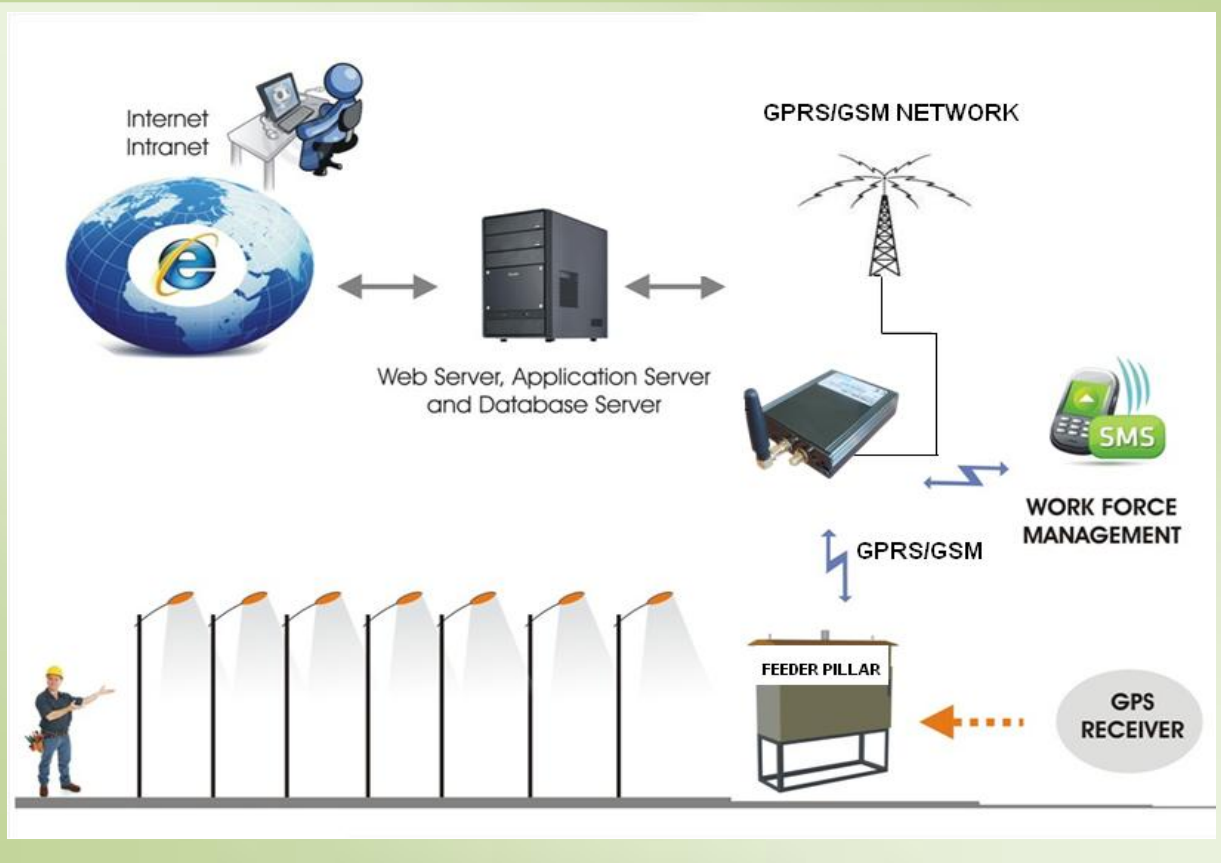 Internet
Intranet
GPRS/GSM NETWORK
Web Server, Application Server
and Database Server
SMS
WORK FORCE
MANAGEMENT
GPRS/GSM
FEEDER PILLAR
GPS
RECEIVER